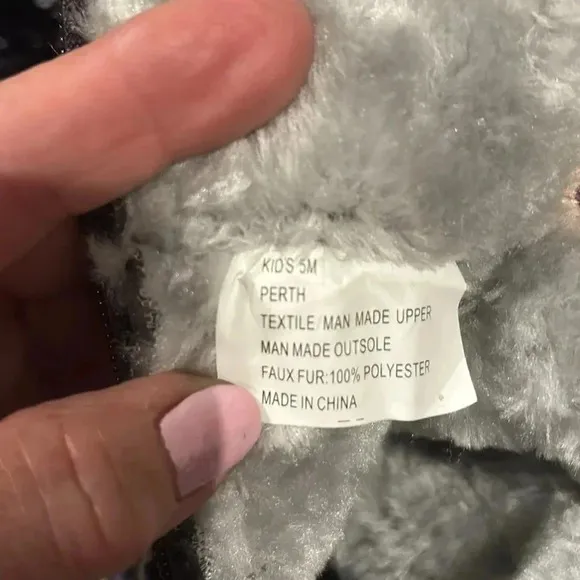 KID'S 5M
PERTH
TEXTILE/MAN MADE UPPER
MAN MADE OUTSOLE
FAUX FUR:100% POLYESTER
MADE IN CHINA